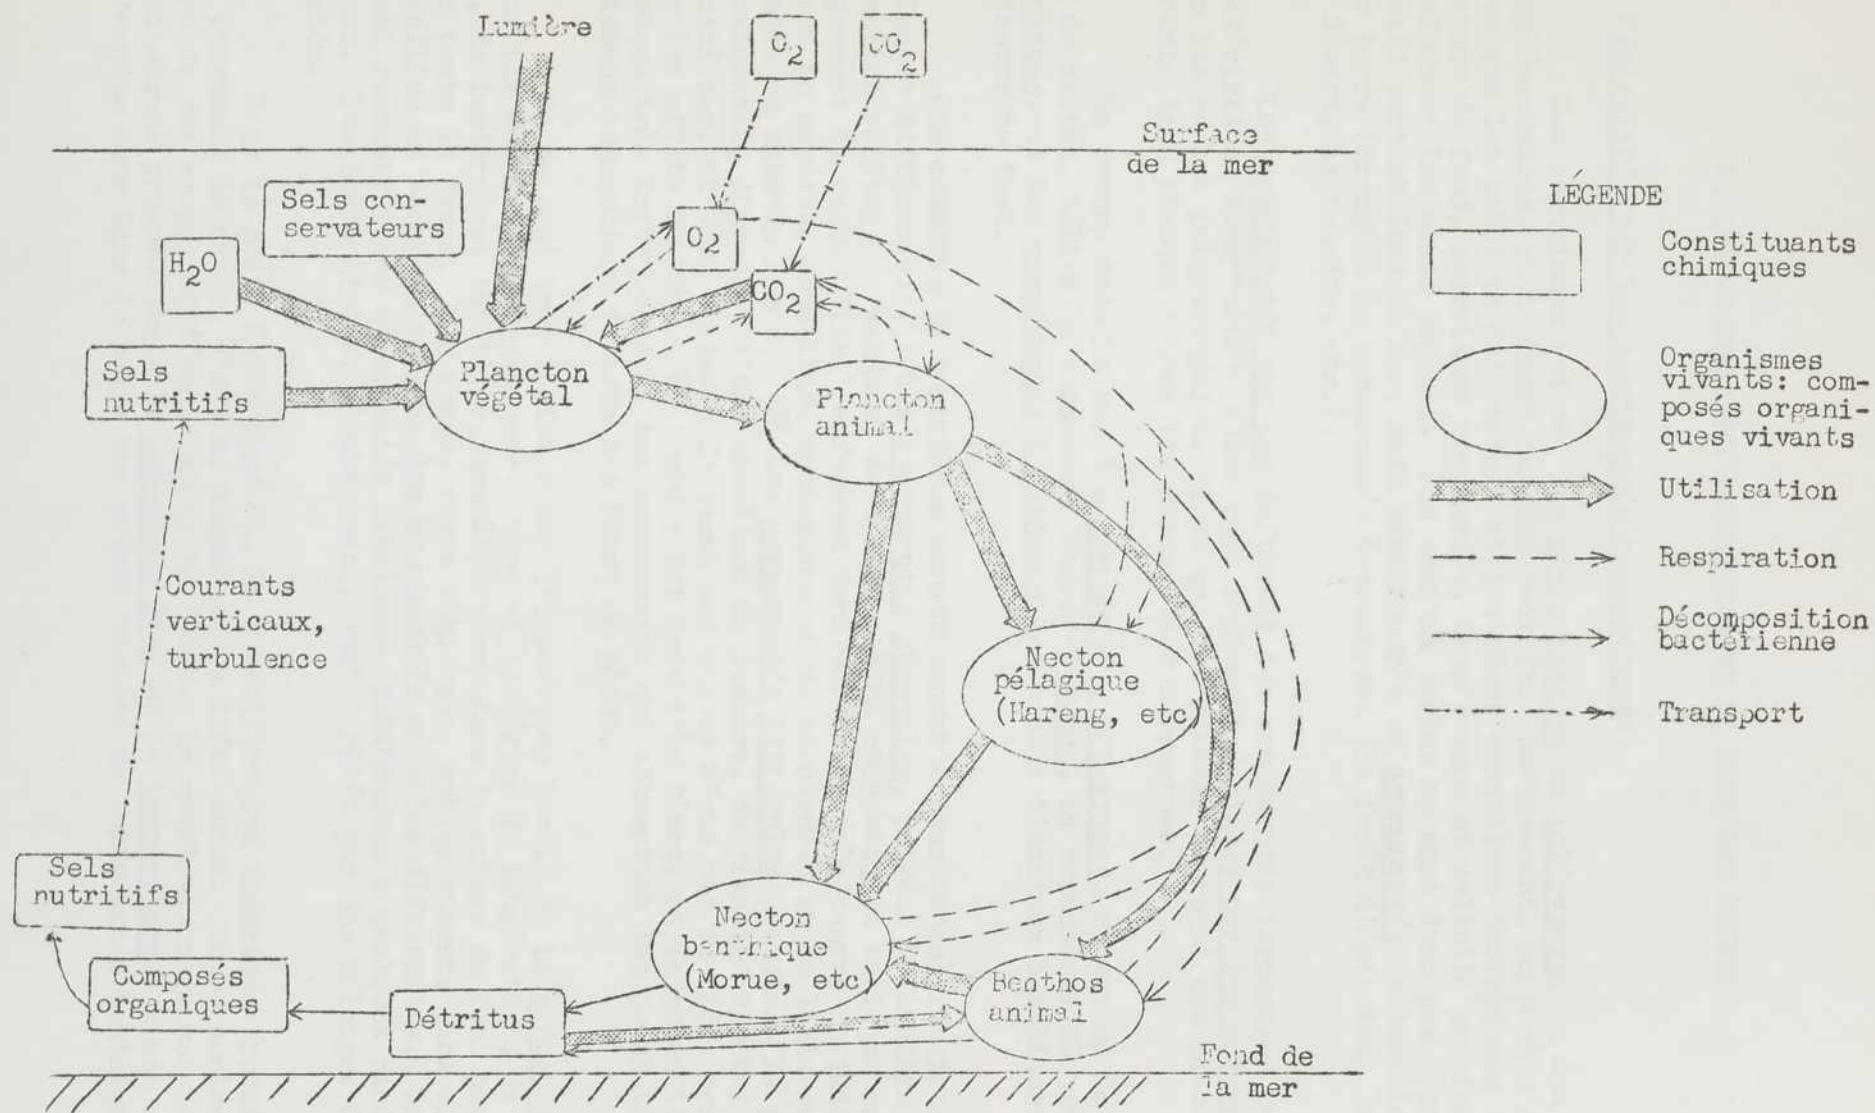 Lumière
O2
CO2
Surface
de la mer
Sels con-
servateurs
H2O
O2
CO2
Sels
nutritifs
Plancton
végétal
Plancton
animal
Courants
verticaux,
turbulence
Necton
pélagique
(Hareng, etc)
Sels
nutritifs
Necton
benthique
(Morue, etc)
Composés
organiques
Détritus
Benthos
animal
Fond de
la mer
LÉGENDE
Constituants
chimiques
Organismes
vivants: com-
posés organi-
ques vivants
Utilisation
Respiration
Décomposition
bactérienne
Transport